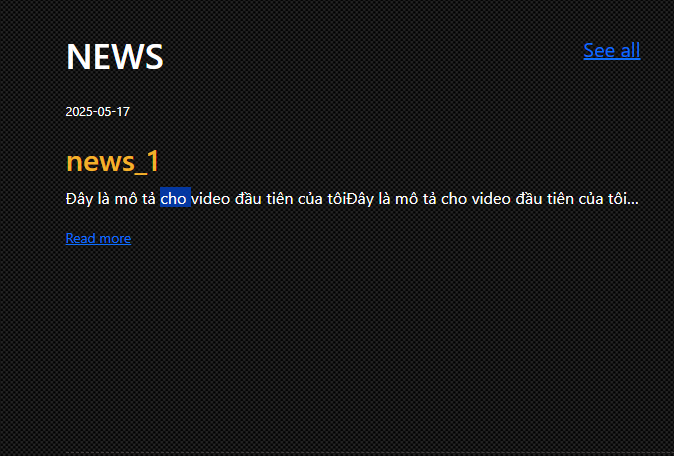 NEWS
See all
2025-05-17
news_1
Đây là mô tả cho video đầu tiên của tôiĐây là mô tả cho video đầu tiên của tôi...
Read more